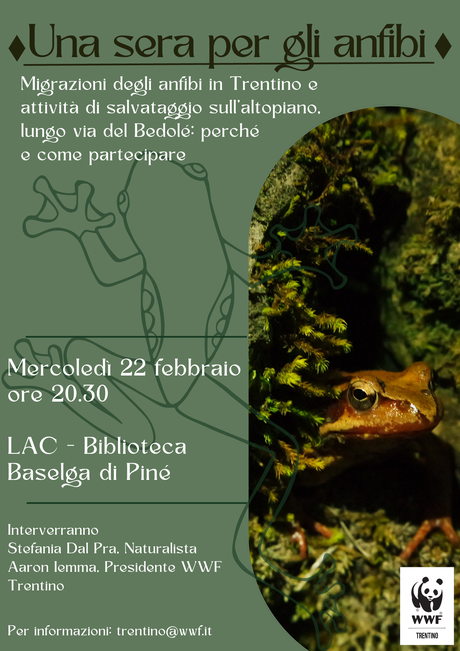 Una sera per gli anfibi
Migrazioni degli anfibi in Trentino e
attività di salvataggio sull'altopiano,
lungo via del Bedolé: perché
e come partecipare
Mercoledì 22 febbraio
ore 20.30
LAC - Biblioteca
Baselga di Piné
Interverranno
Stefania Dal Pra, Naturalista
Aaron Iemma, Presidente WWF
Trentino
Per informazioni: trentino@wwf.it
WWF
TRENTINO